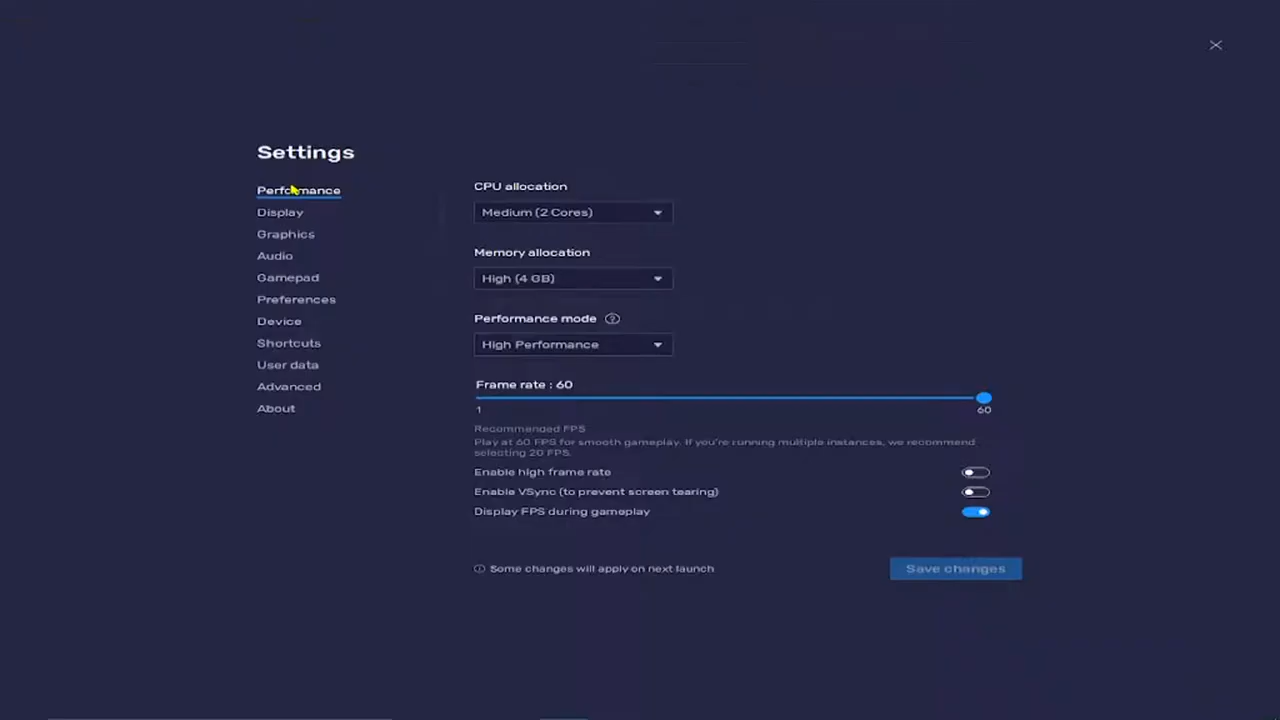 Settings
Performance
Display
Graphics
Audio
Gamepad
Preferences
Device
Shortcuts
User data
Advanced
About
CPU allocation
Medium (2 Cores)
Memory allocation
High (4 GB)
Performance mode
High Performance
Frame rate : 60
1
60
Recommended FPS
Play at 60 FPS for smooth gameplay. If you're running multiple instances, we recommend
selecting 20 FPS.
Enable high frame rate
Enable VSync (to prevent screen tearing)
Display FPS during gameplay
Some changes will apply on next launch
Save changes